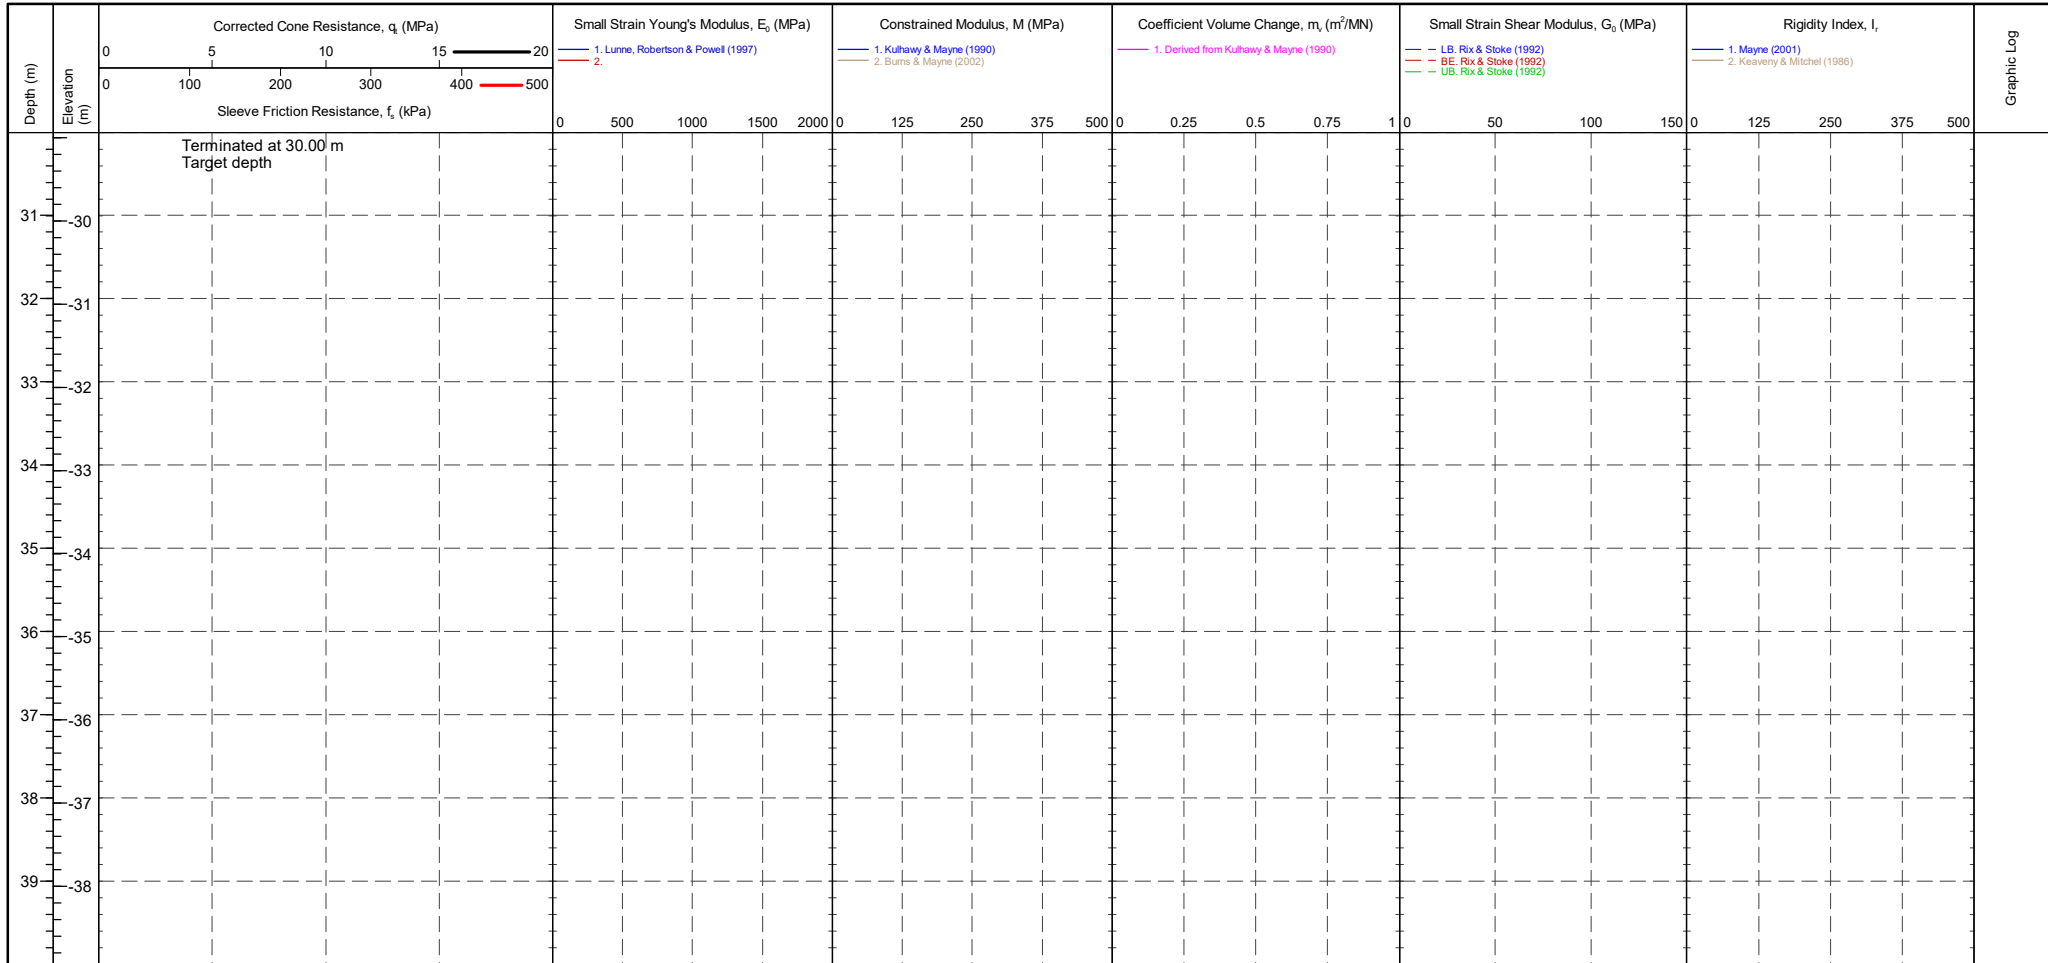 Depth (m)
Elevation (m)
Corrected Cone Resistance, qt (MPa)
0 5 10 15 20
0 100 200 300 400 500
Sleeve Friction Resistance, fs (kPa)
Small Strain Young's Modulus, E0 (MPa)
1. Lunne, Robertson & Powell (1997)
2.
0 500 1000 1500 2000
Constrained Modulus, M (MPa)
1. Kulhawy & Mayne (1990)
2. Burns & Mayne (2002)
0 125 250 375 500
Coefficient Volume Change, mv (m²/MN)
1. Derived from Kulhawy & Mayne (1990)
0 0.25 0.5 0.75 1
Small Strain Shear Modulus, G0 (MPa)
LB. Rix & Stoke (1992)
BE. Rix & Stoke (1992)
UB. Rix & Stoke (1992)
0 50 100 150
Rigidity Index, Ir
1. Mayne (2001)
2. Keaveny & Mitchel (1986)
0 125 250 375 500
Graphic Log
Terminated at 30.00 m
Target depth
31 -30
32 -31
33 -32
34 -33
35 -34
36 -35
37 -36
38 -37
39 -38